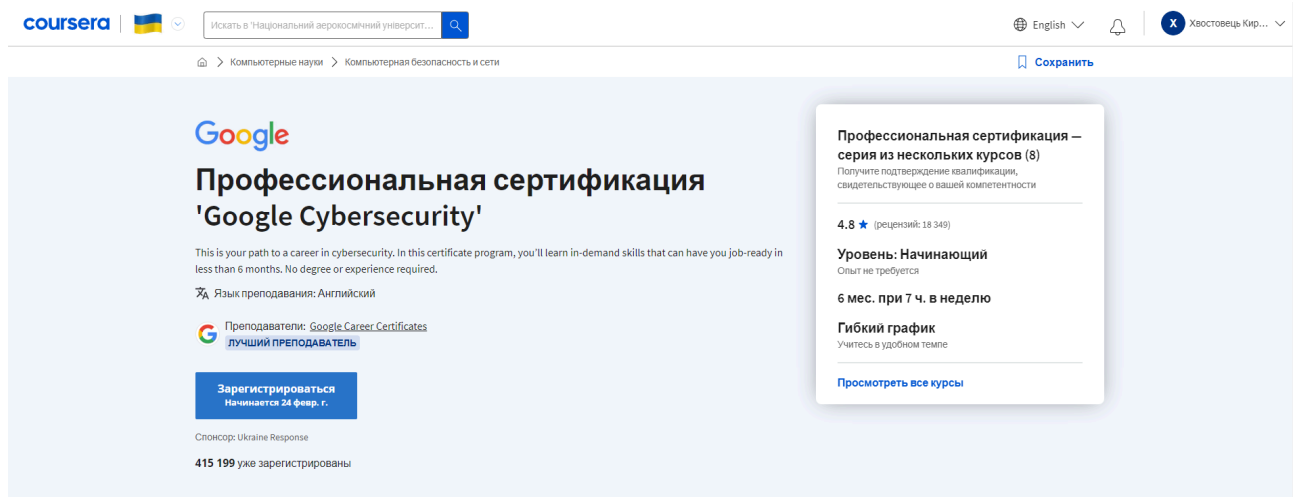 coursera
Искать в 'Національний аерокосмічний університ...
English
X
Хвостовець Кир...
Компьютерные науки
Компьютерная безопасность и сети
Сохранить
Google
Профессиональная сертификация
'Google Cybersecurity'
This is your path to a career in cybersecurity. In this certificate program, you'll learn in-demand skills that can have you job-ready in
less than 6 months. No degree or experience required.
Язык преподавания: Английский
Преподаватели: Google Career Certificates
ЛУЧШИЙ ПРЕПОДАВАТЕЛЬ
Зарегистрироваться
Начинается 24 февр. г.
Спонсор: Ukraine Response
415 199 уже зарегистрированы
Профессиональная сертификация —
серия из нескольких курсов (8)
Получите подтверждение квалификации,
свидетельствующее о вашей компетентности
4.8 ★ (рецензий: 18 349)
Уровень: Начинающий
Опыт не требуется
6 мес. при 7 ч. в неделю
Гибкий график
Учитесь в удобном темпе
Просмотреть все курсы